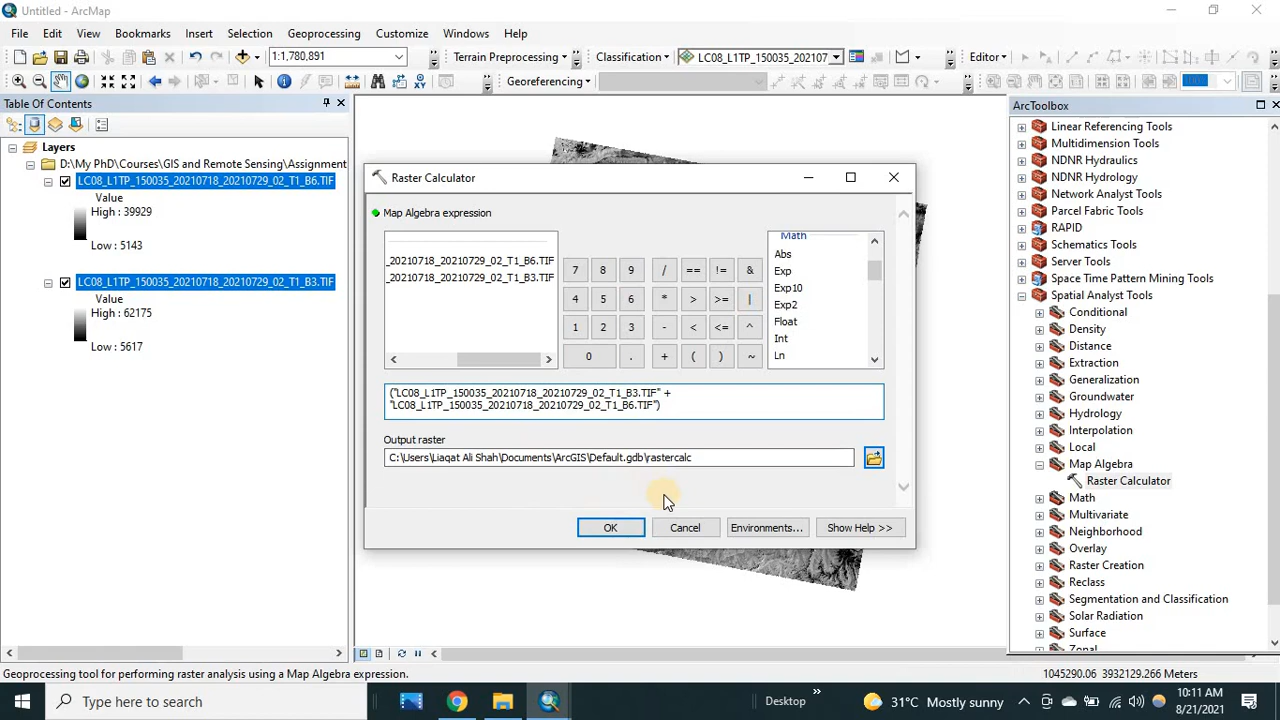 Untitled - ArcMap
File Edit View Bookmarks Insert Selection Geoprocessing Customize Windows Help
1:1,780,891
Terrain Preprocessing
Classification
LC08_L1TP_150035_202107
Editor
Georeferencing
Table Of Contents
Layers
D:\My PhD\Courses\GIS and Remote Sensing\Assignment
LC08_L1TP_150035_20210718_20210729_02_T1_B6.TIF
Value
High : 39929
Low : 5143
LC08_L1TP_150035_20210718_20210729_02_T1_B3.TIF
Value
High : 62175
Low : 5617
Raster Calculator
Map Algebra expression
_20210718_20210729_02_T1_B6.TIF
_20210718_20210729_02_T1_B3.TIF
7 8 9 / == != &
4 5 6 * > >= |
1 2 3 - < <= ^
0 . + ( ) ~
Math
Abs
Exp
Exp10
Exp2
Float
Int
Ln
("LC08_L1TP_150035_20210718_20210729_02_T1_B3.TIF" +
"LC08_L1TP_150035_20210718_20210729_02_T1_B6.TIF")
Output raster
C:\Users\Liaqat Ali Shah\Documents\ArcGIS\Default.gdb\rastercalc
OK Cancel Environments... Show Help >>
ArcToolbox
Linear Referencing Tools
Multidimension Tools
NDNR Hydraulics
NDNR Hydrology
Network Analyst Tools
Parcel Fabric Tools
RAPID
Schematics Tools
Server Tools
Space Time Pattern Mining Tools
Spatial Analyst Tools
Conditional
Density
Distance
Extraction
Generalization
Groundwater
Hydrology
Interpolation
Local
Map Algebra
Raster Calculator
Math
Multivariate
Neighborhood
Overlay
Raster Creation
Reclass
Segmentation and Classification
Solar Radiation
Surface
Zonal
Geoprocessing tool for performing raster analysis using a Map Algebra expression.
1045290.06 3932129.266 Meters
Type here to search
Desktop
31°C Mostly sunny
10:11 AM
8/21/2021